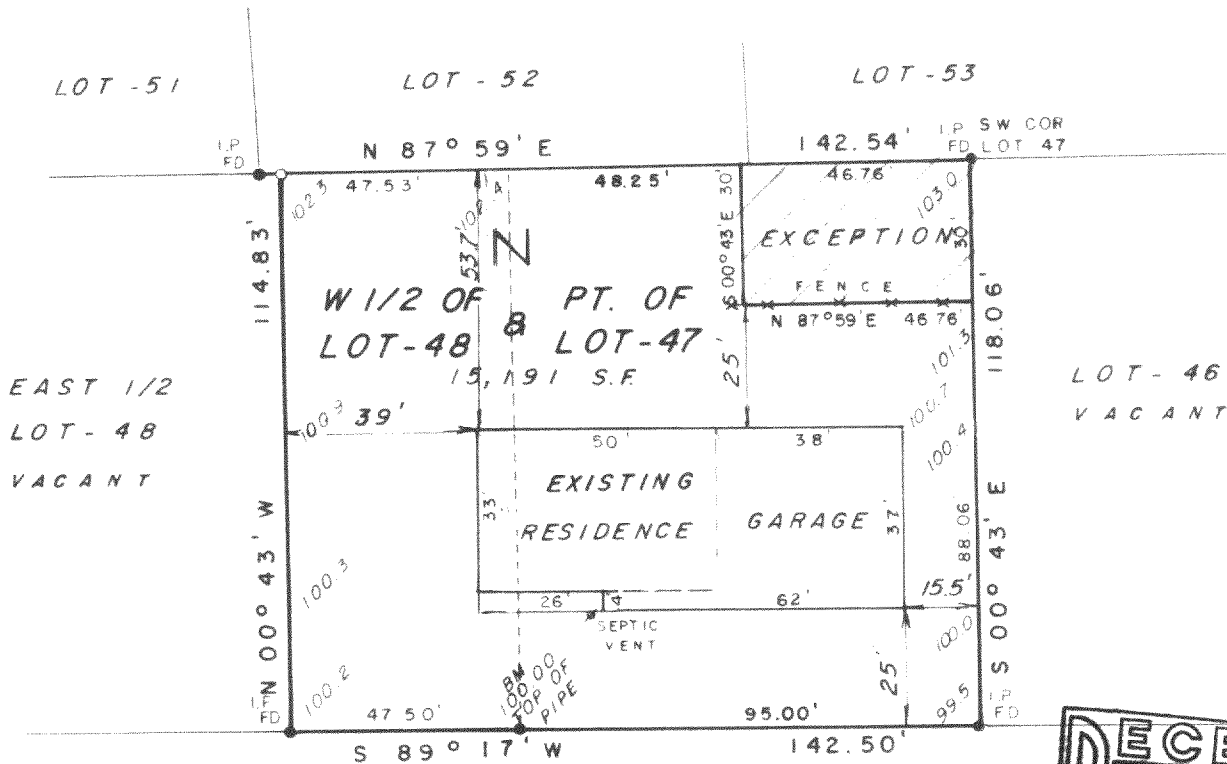 LOT - 51
LOT - 52
LOT - 53
I.P. FD
N 87° 59' E
142.54'
I.P. FD
SW COR LOT 47
47.53'
48.25'
46.76'
102.3
103.0
114.83'
53.7'
N
S 00° 43' E 30'
EXCEPTION
30'
FENCE
N 87° 59' E 46.76'
W 1/2 OF LOT-48
&
PT. OF LOT-47
15,191 S.F.
25'
101.3
118.06'
100.7
100.4
EAST 1/2
LOT - 48
VACANT
LOT - 46
VACANT
100.9
39'
50'
38'
33'
EXISTING
RESIDENCE
GARAGE
37'
88.06'
N 00° 43' W
S 00° 43' E
100.3
26'
4'
62'
15.5'
SEPTIC
VENT
100.0
100.2
BM
100.00
TOP OF
PIPE
25'
99.5
I.P. FD
I.P. FD
47.50'
95.00'
S 89° 17' W
142.50'